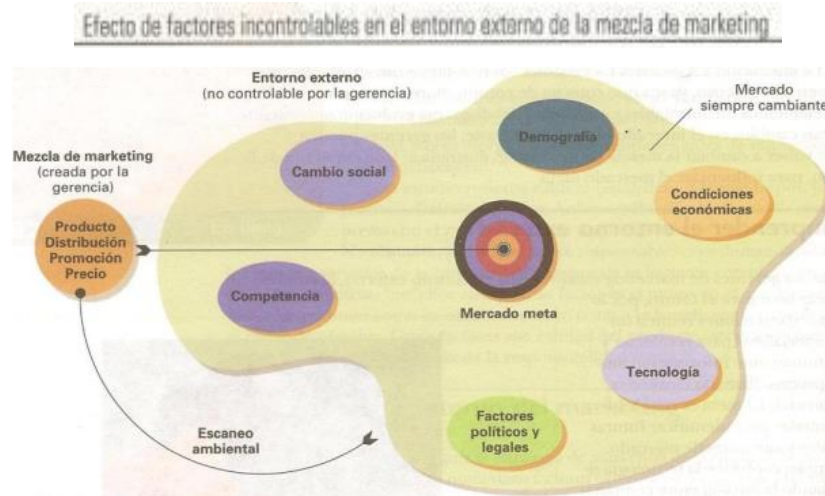 Efecto de factores incontrolables en el entorno externo de la mezcla de marketing
Entorno externo
(no controlable por la gerencia)
Mercado
siempre cambiante
Demografía
Mezcla de marketing
(creada por la
gerencia)
Cambio social
Condiciones
económicas
Producto
Distribución
Promoción
Precio
Competencia
Mercado meta
Tecnología
Factores
políticos y
legales
Escaneo
ambiental